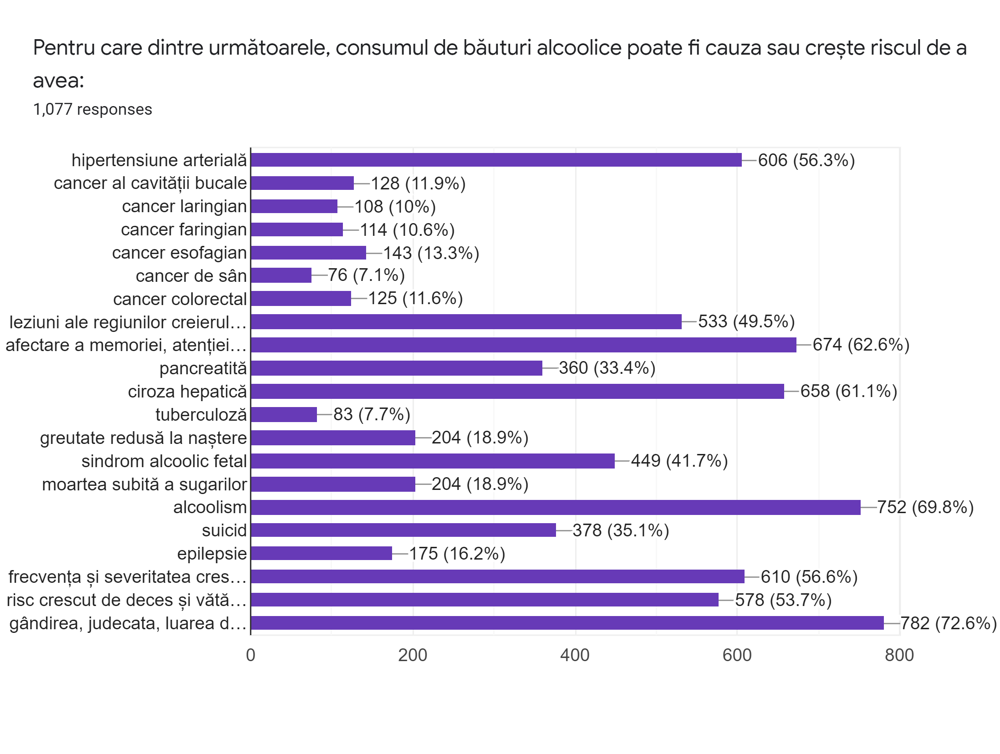 Pentru care dintre următoarele, consumul de băuturi alcoolice poate fi cauza sau crește riscul de a
avea:
1,077 responses
hipertensiune arterială 606 (56.3%)
cancer al cavității bucale 128 (11.9%)
cancer laringian 108 (10%)
cancer faringian 114 (10.6%)
cancer esofagian 143 (13.3%)
cancer de sân 76 (7.1%)
cancer colorectal 125 (11.6%)
leziuni ale regiunilor creierul… 533 (49.5%)
afectare a memoriei, atenției… 674 (62.6%)
pancreatită 360 (33.4%)
ciroza hepatică 658 (61.1%)
tuberculoză 83 (7.7%)
greutate redusă la naștere 204 (18.9%)
sindrom alcoolic fetal 449 (41.7%)
moartea subită a sugarilor 204 (18.9%)
alcoolism 752 (69.8%)
suicid 378 (35.1%)
epilepsie 175 (16.2%)
frecvența și severitatea cres… 610 (56.6%)
risc crescut de deces și vătă… 578 (53.7%)
gândirea, judecata, luarea d… 782 (72.6%)
0 200 400 600 800